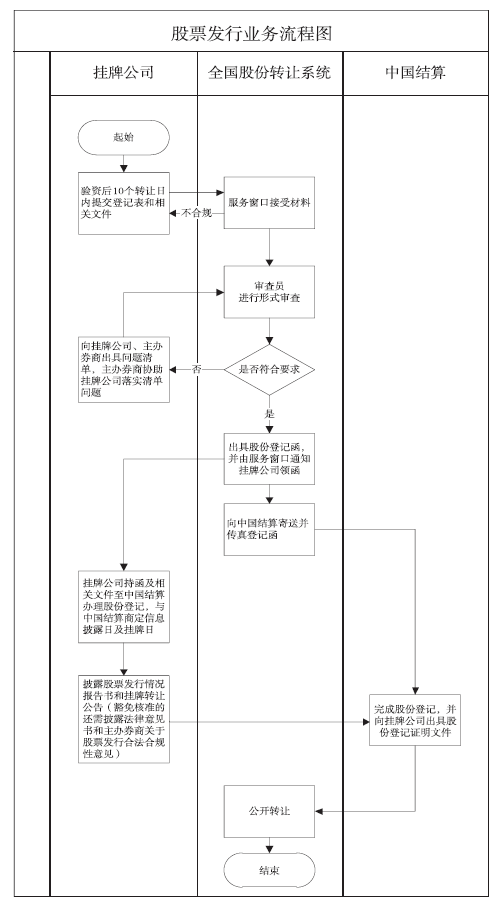 股票发行业务流程图
挂牌公司
全国股份转让系统
中国结算
起始
验资后10个转让日
内提交登记表和相
关文件
服务窗口接受材料
不合规
审查员
进行形式审查
向挂牌公司、主办
券商出具问题清
单，主办券商协助
挂牌公司落实清单
问题
否
是否符合要求
是
出具股份登记函，
并由服务窗口通知
挂牌公司领函
向中国结算寄送并
传真登记函
挂牌公司持函及相
关文件至中国结算
办理股份登记，与
中国结算商定信息
披露日及挂牌日
披露股票发行情况
报告书和挂牌转让
公告（豁免核准的
还需披露法律意见
书和主办券商关于
股票发行合法合规
性意见）
完成股份登记，并
向挂牌公司出具股
份登记证明文件
公开转让
结束